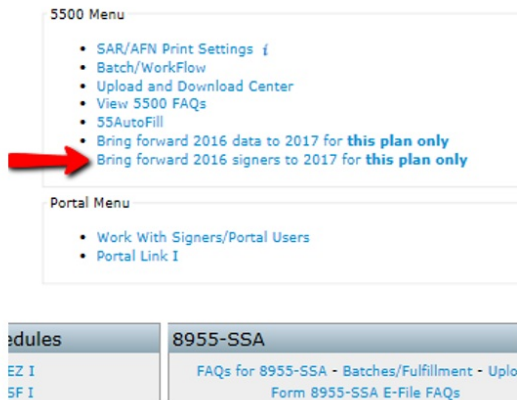 5500 Menu
SAR/AFN Print Settings i
Batch/WorkFlow
Upload and Download Center
View 5500 FAQs
55AutoFill
Bring forward 2016 data to 2017 for this plan only
Bring forward 2016 signers to 2017 for this plan only
Portal Menu
Work With Signers/Portal Users
Portal Link I
edules
EZ I
SF I
8955-SSA
FAQs for 8955-SSA - Batches/Fulfillment - Uplo
Form 8955-SSA E-File FAQs